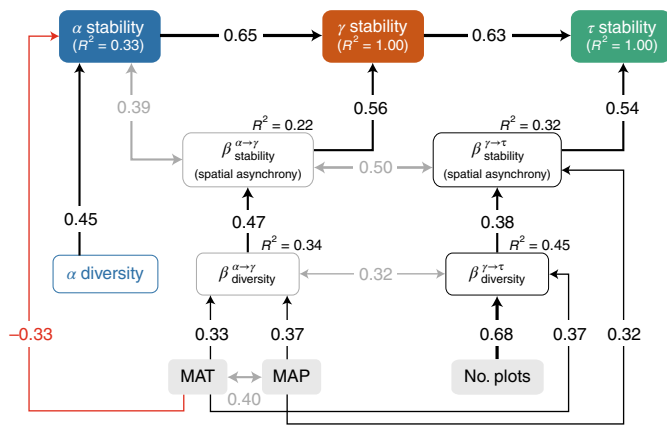 α stability
(R² = 0.33)
0.65
γ stability
(R² = 1.00)
0.63
τ stability
(R² = 1.00)
0.39
0.56
0.54
R² = 0.22
β α→γ stability
(spatial asynchrony)
0.50
R² = 0.32
β γ→τ stability
(spatial asynchrony)
0.45
0.47
0.38
α diversity
R² = 0.34
β α→γ diversity
0.32
R² = 0.45
β γ→τ diversity
−0.33
0.33
0.37
0.68
0.37
0.32
MAT
0.40
MAP
No. plots